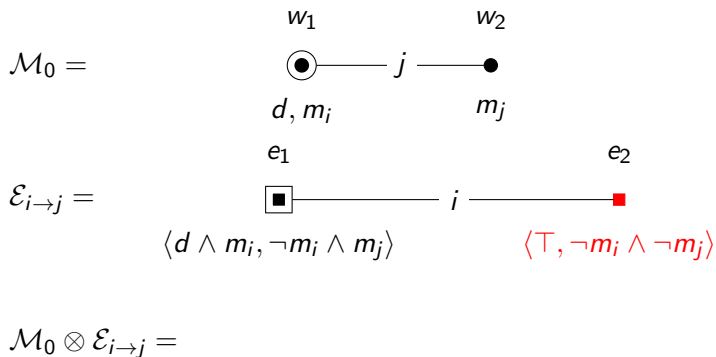 w₁ w₂
ℳ₀ = j
d, mᵢ mⱼ
e₁ e₂
ℰᵢ→ⱼ = i
⟨d ∧ mᵢ, ¬mᵢ ∧ mⱼ⟩ ⟨⊤, ¬mᵢ ∧ ¬mⱼ⟩
ℳ₀ ⊗ ℰᵢ→ⱼ =